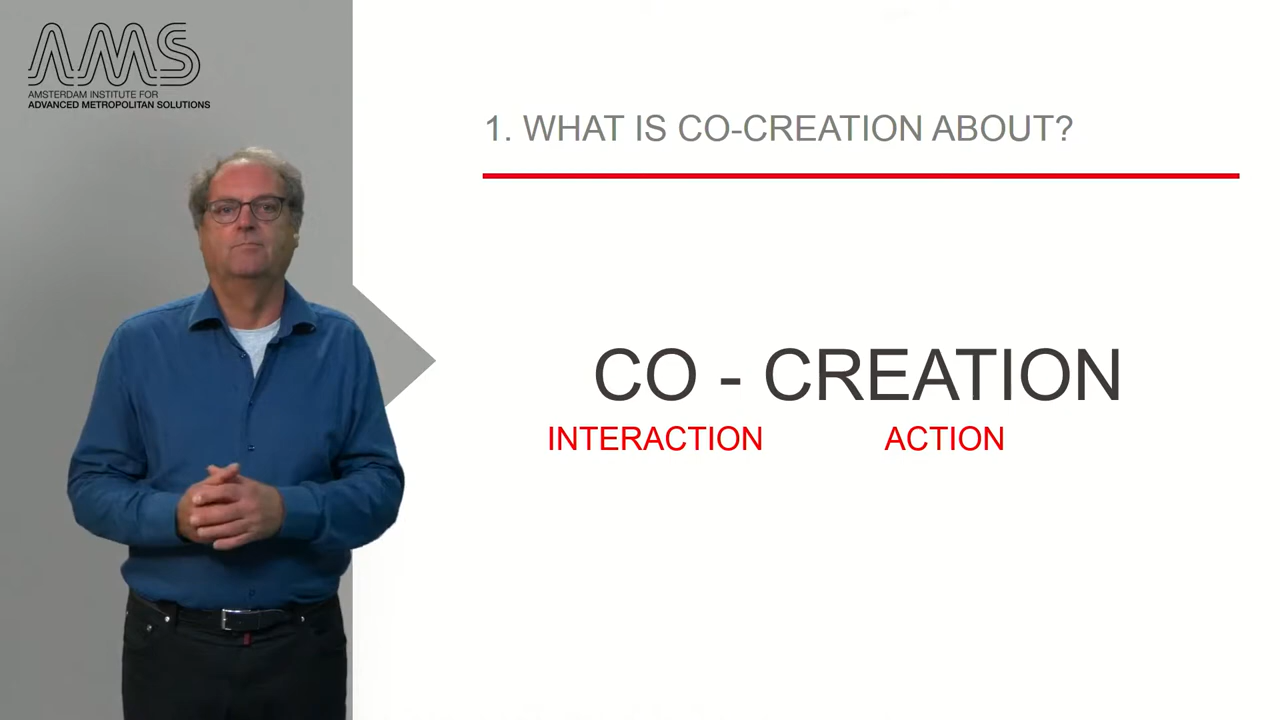 AMS
AMSTERDAM INSTITUTE FOR
ADVANCED METROPOLITAN SOLUTIONS
1. WHAT IS CO-CREATION ABOUT?
CO - CREATION
INTERACTION ACTION